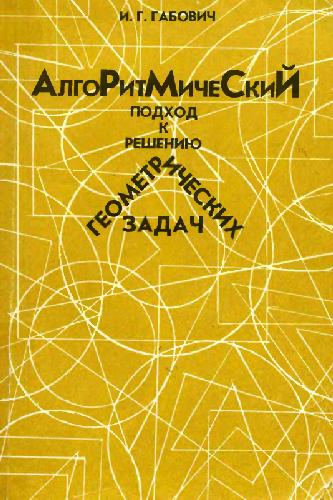 И. Г. ГАБОВИЧ
АлгоРитМичеСкиЙ
ПОДХОД
К
РЕШЕНИЮ
ГЕОМЕТРИЧЕСКИХ
ЗАДАЧ